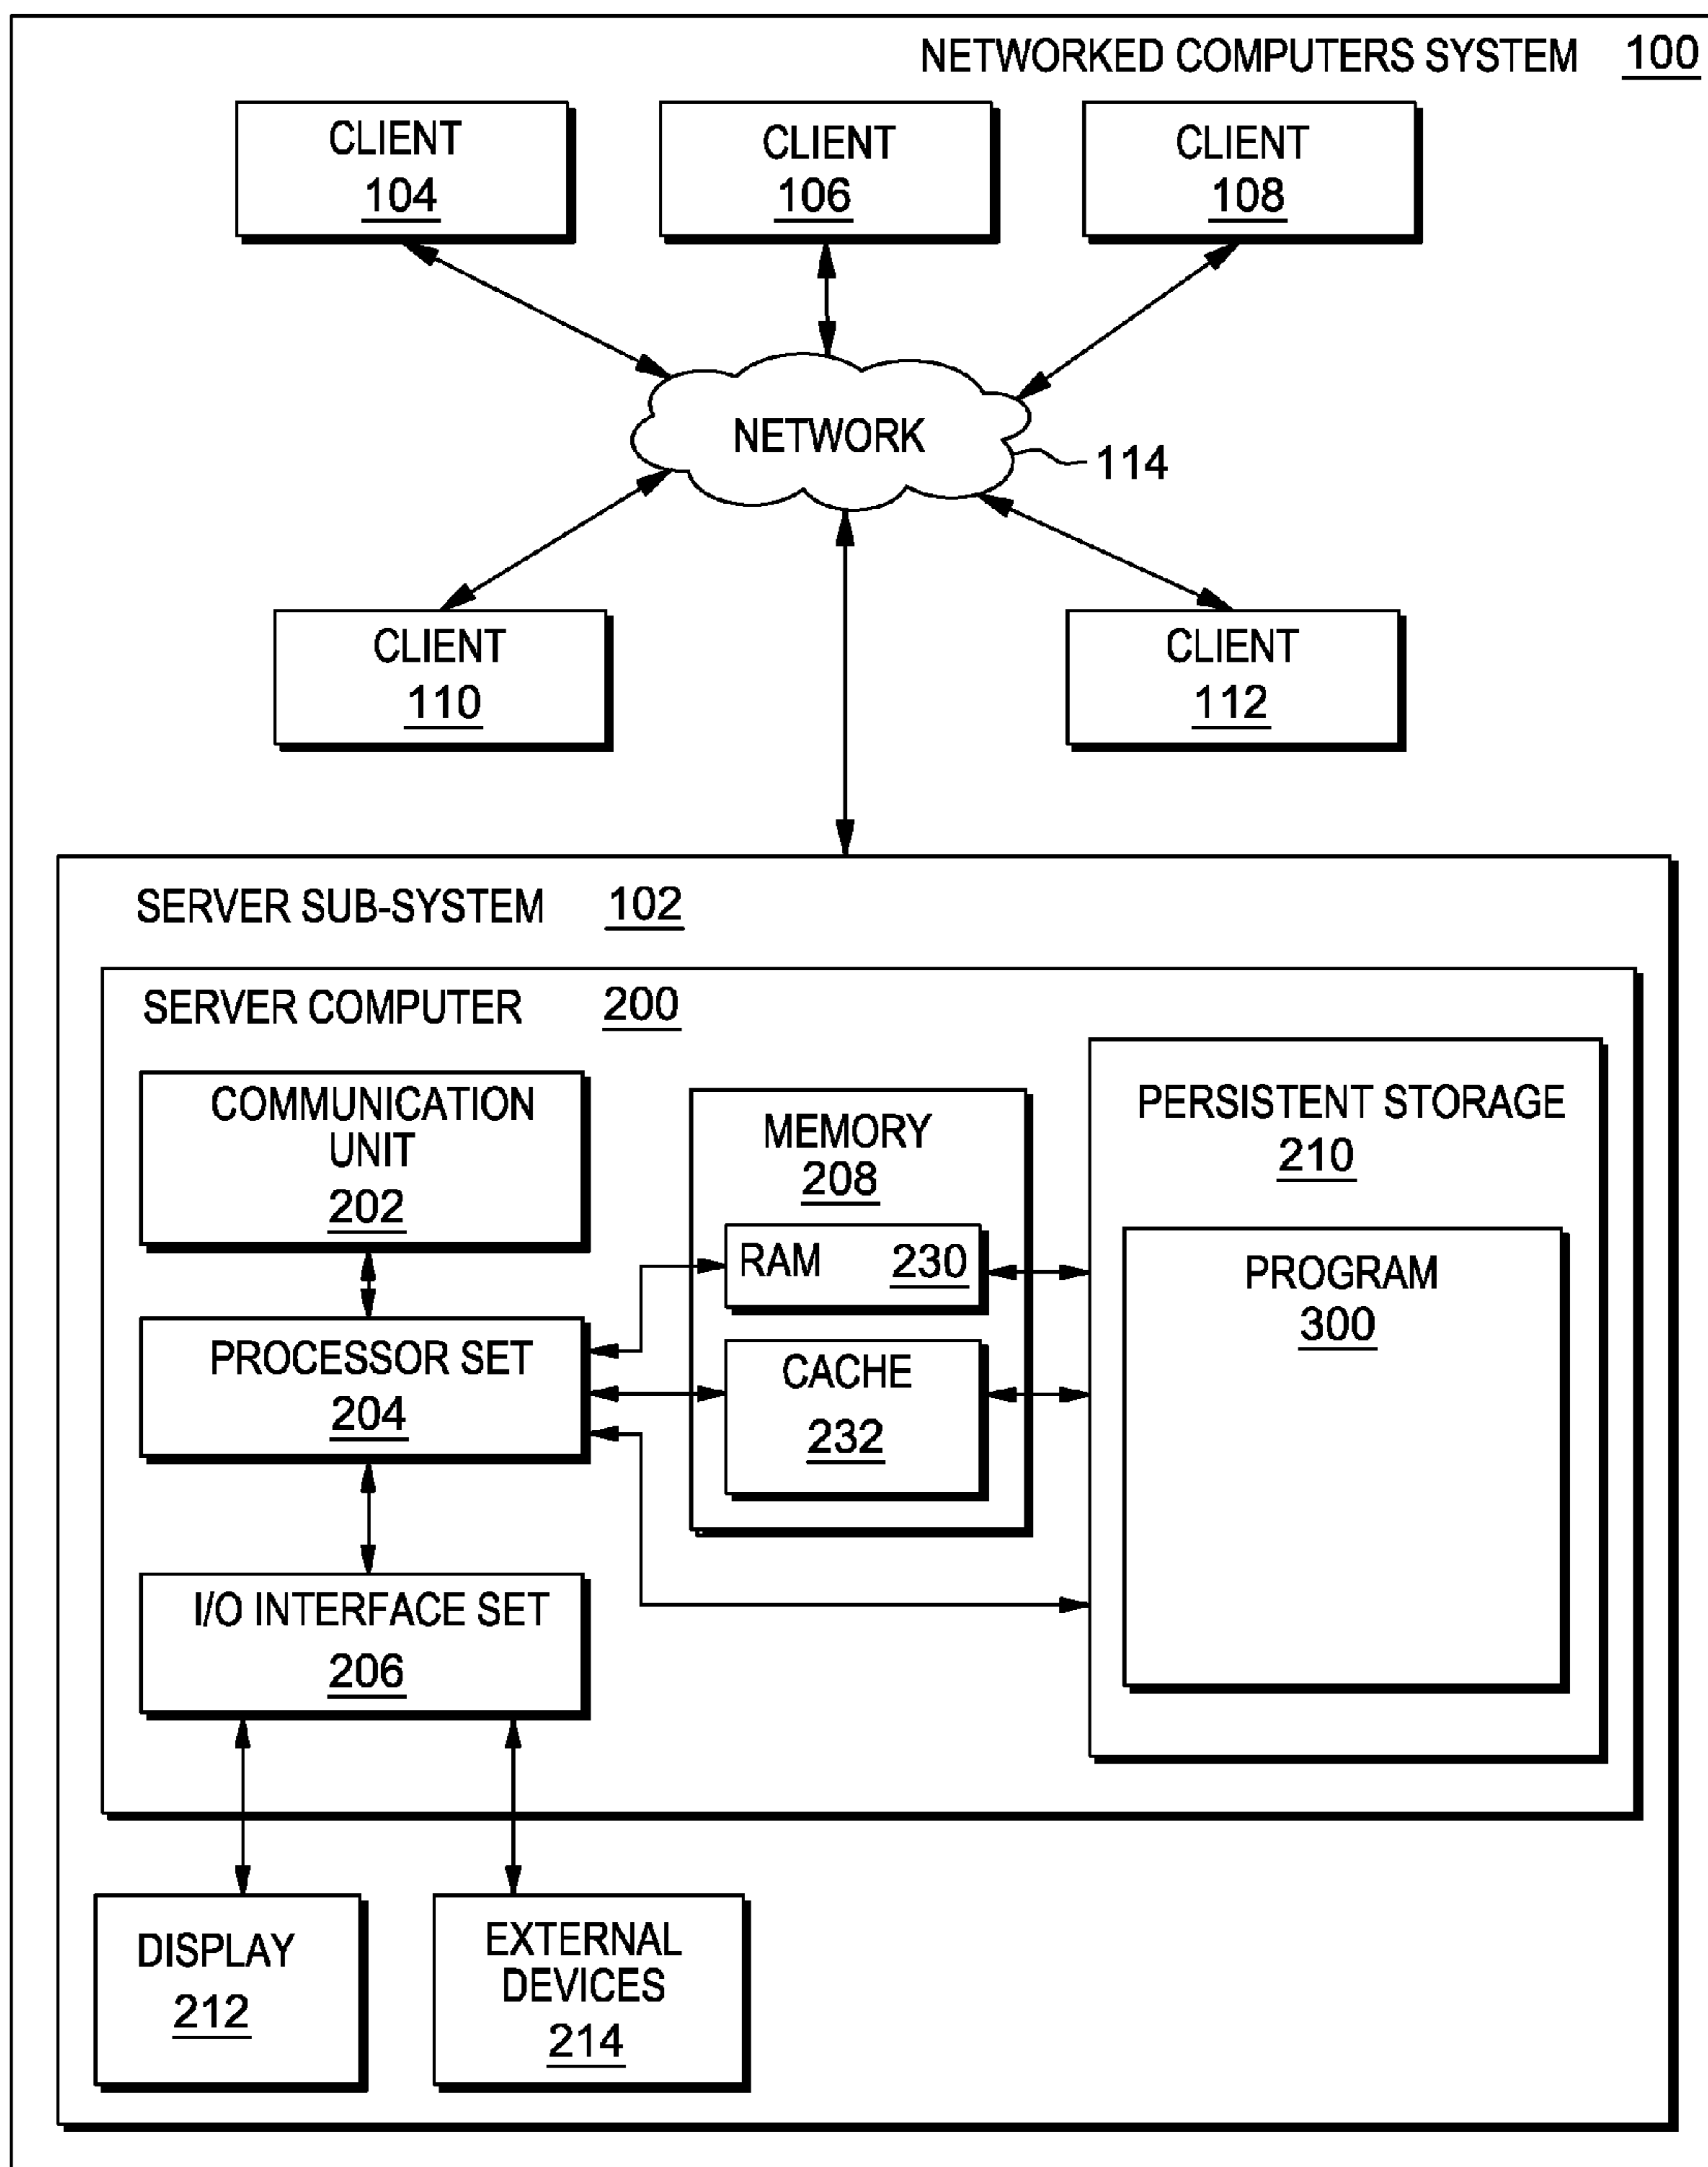 NETWORKED COMPUTERS SYSTEM 100
CLIENT
104
CLIENT
106
CLIENT
108
NETWORK
114
CLIENT
110
CLIENT
112
SERVER SUB-SYSTEM 102
SERVER COMPUTER 200
COMMUNICATION
UNIT
202
PROCESSOR SET
204
I/O INTERFACE SET
206
MEMORY
208
RAM 230
CACHE
232
PERSISTENT STORAGE
210
PROGRAM
300
DISPLAY
212
EXTERNAL
DEVICES
214